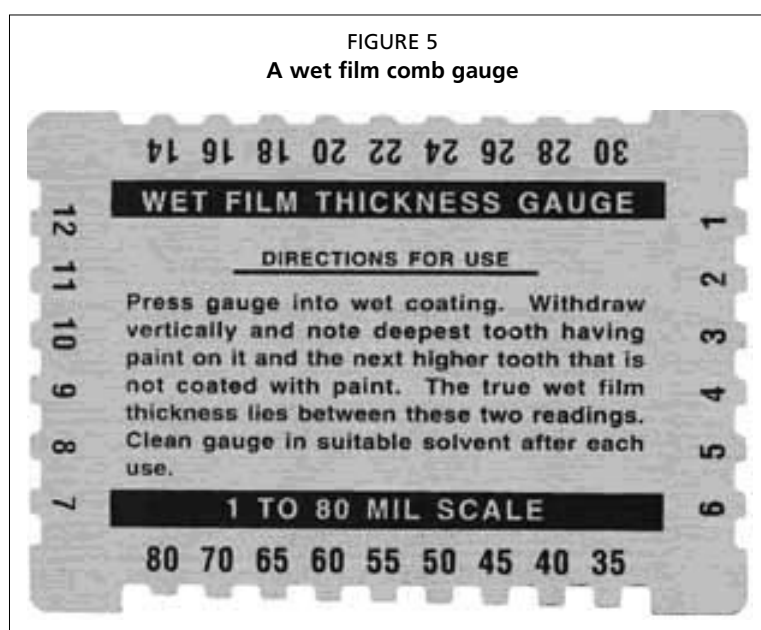 FIGURE 5
A wet film comb gauge
14 16 18 20 22 24 26 28 30
WET FILM THICKNESS GAUGE
12
11
10
9
8
7
1
2
3
4
5
6
DIRECTIONS FOR USE
Press gauge into wet coating. Withdraw
vertically and note deepest tooth having
paint on it and the next higher tooth that is
not coated with paint. The true wet film
thickness lies between these two readings.
Clean gauge in suitable solvent after each
use.
1 TO 80 MIL SCALE
80 70 65 60 55 50 45 40 35